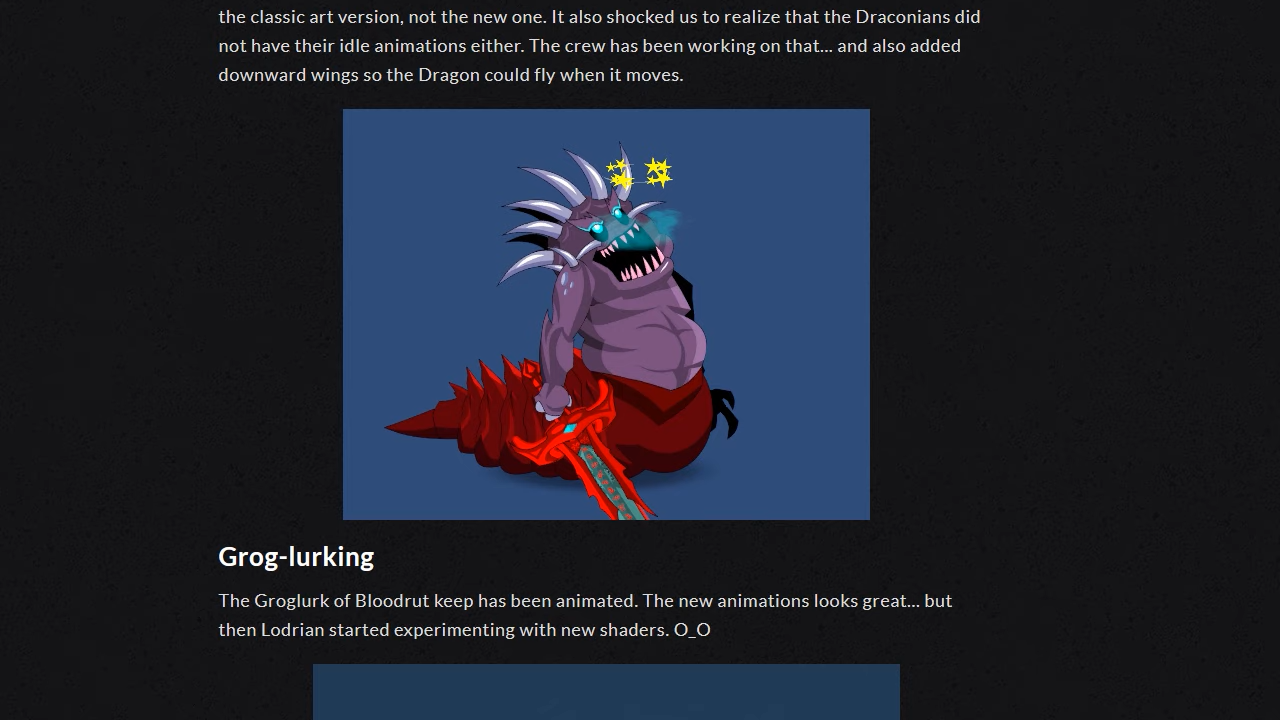 the classic art version, not the new one. It also shocked us to realize that the Draconians did
not have their idle animations either. The crew has been working on that... and also added
downward wings so the Dragon could fly when it moves.
Grog-lurking
The Groglurk of Bloodrut keep has been animated. The new animations looks great... but
then Lodrian started experimenting with new shaders. O_O